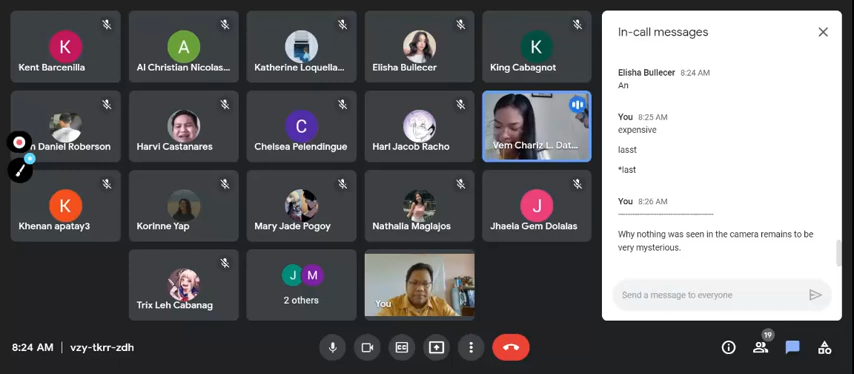 K
Kent Barcenilla
A
Al Christian Nicolas...
Katherine Loquella...
Elisha Bullecer
K
King Cabagnot
Daniel Roberson
Harvi Castanares
C
Chelsea Pelendingue
Harl Jacob Racho
Vem Chariz L. Dat...
K
Khenan apatay3
Korinne Yap
Mary Jade Pogoy
Nathalia Maglajos
J
Jhaela Gem Dolalas
Trix Leh Cabanag
J M
2 others
You
8:24 AM | vzy-tkrr-zdh
19
In-call messages
Elisha Bullecer 8:24 AM
An
You 8:25 AM
expensive
lasst
*last
You 8:26 AM
Why nothing was seen in the camera remains to be
very mysterious.
Send a message to everyone